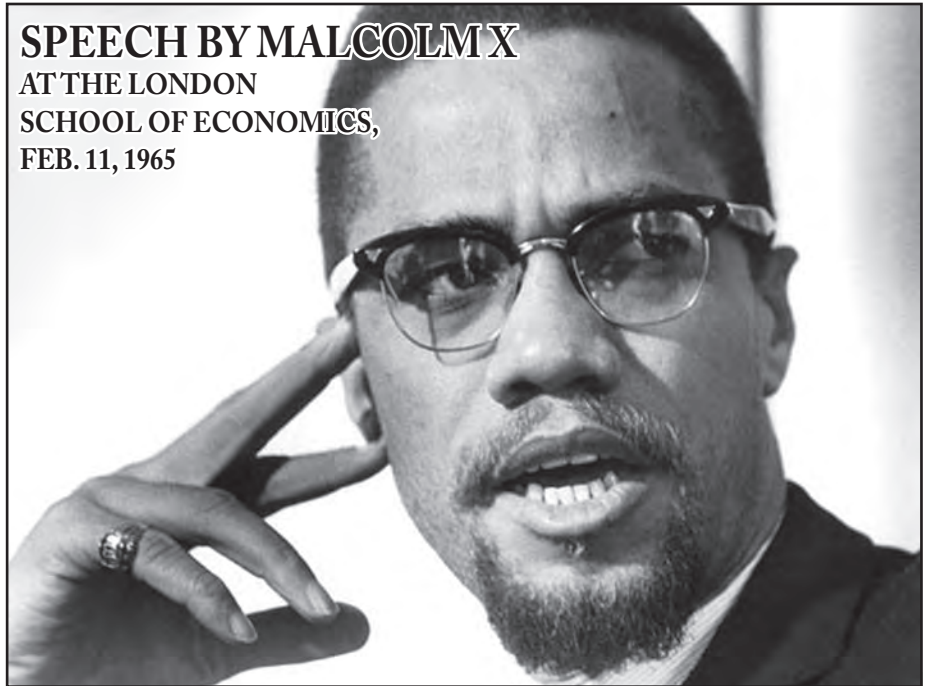 SPEECH BY MALCOLM X
AT THE LONDON
SCHOOL OF ECONOMICS,
FEB. 11, 1965